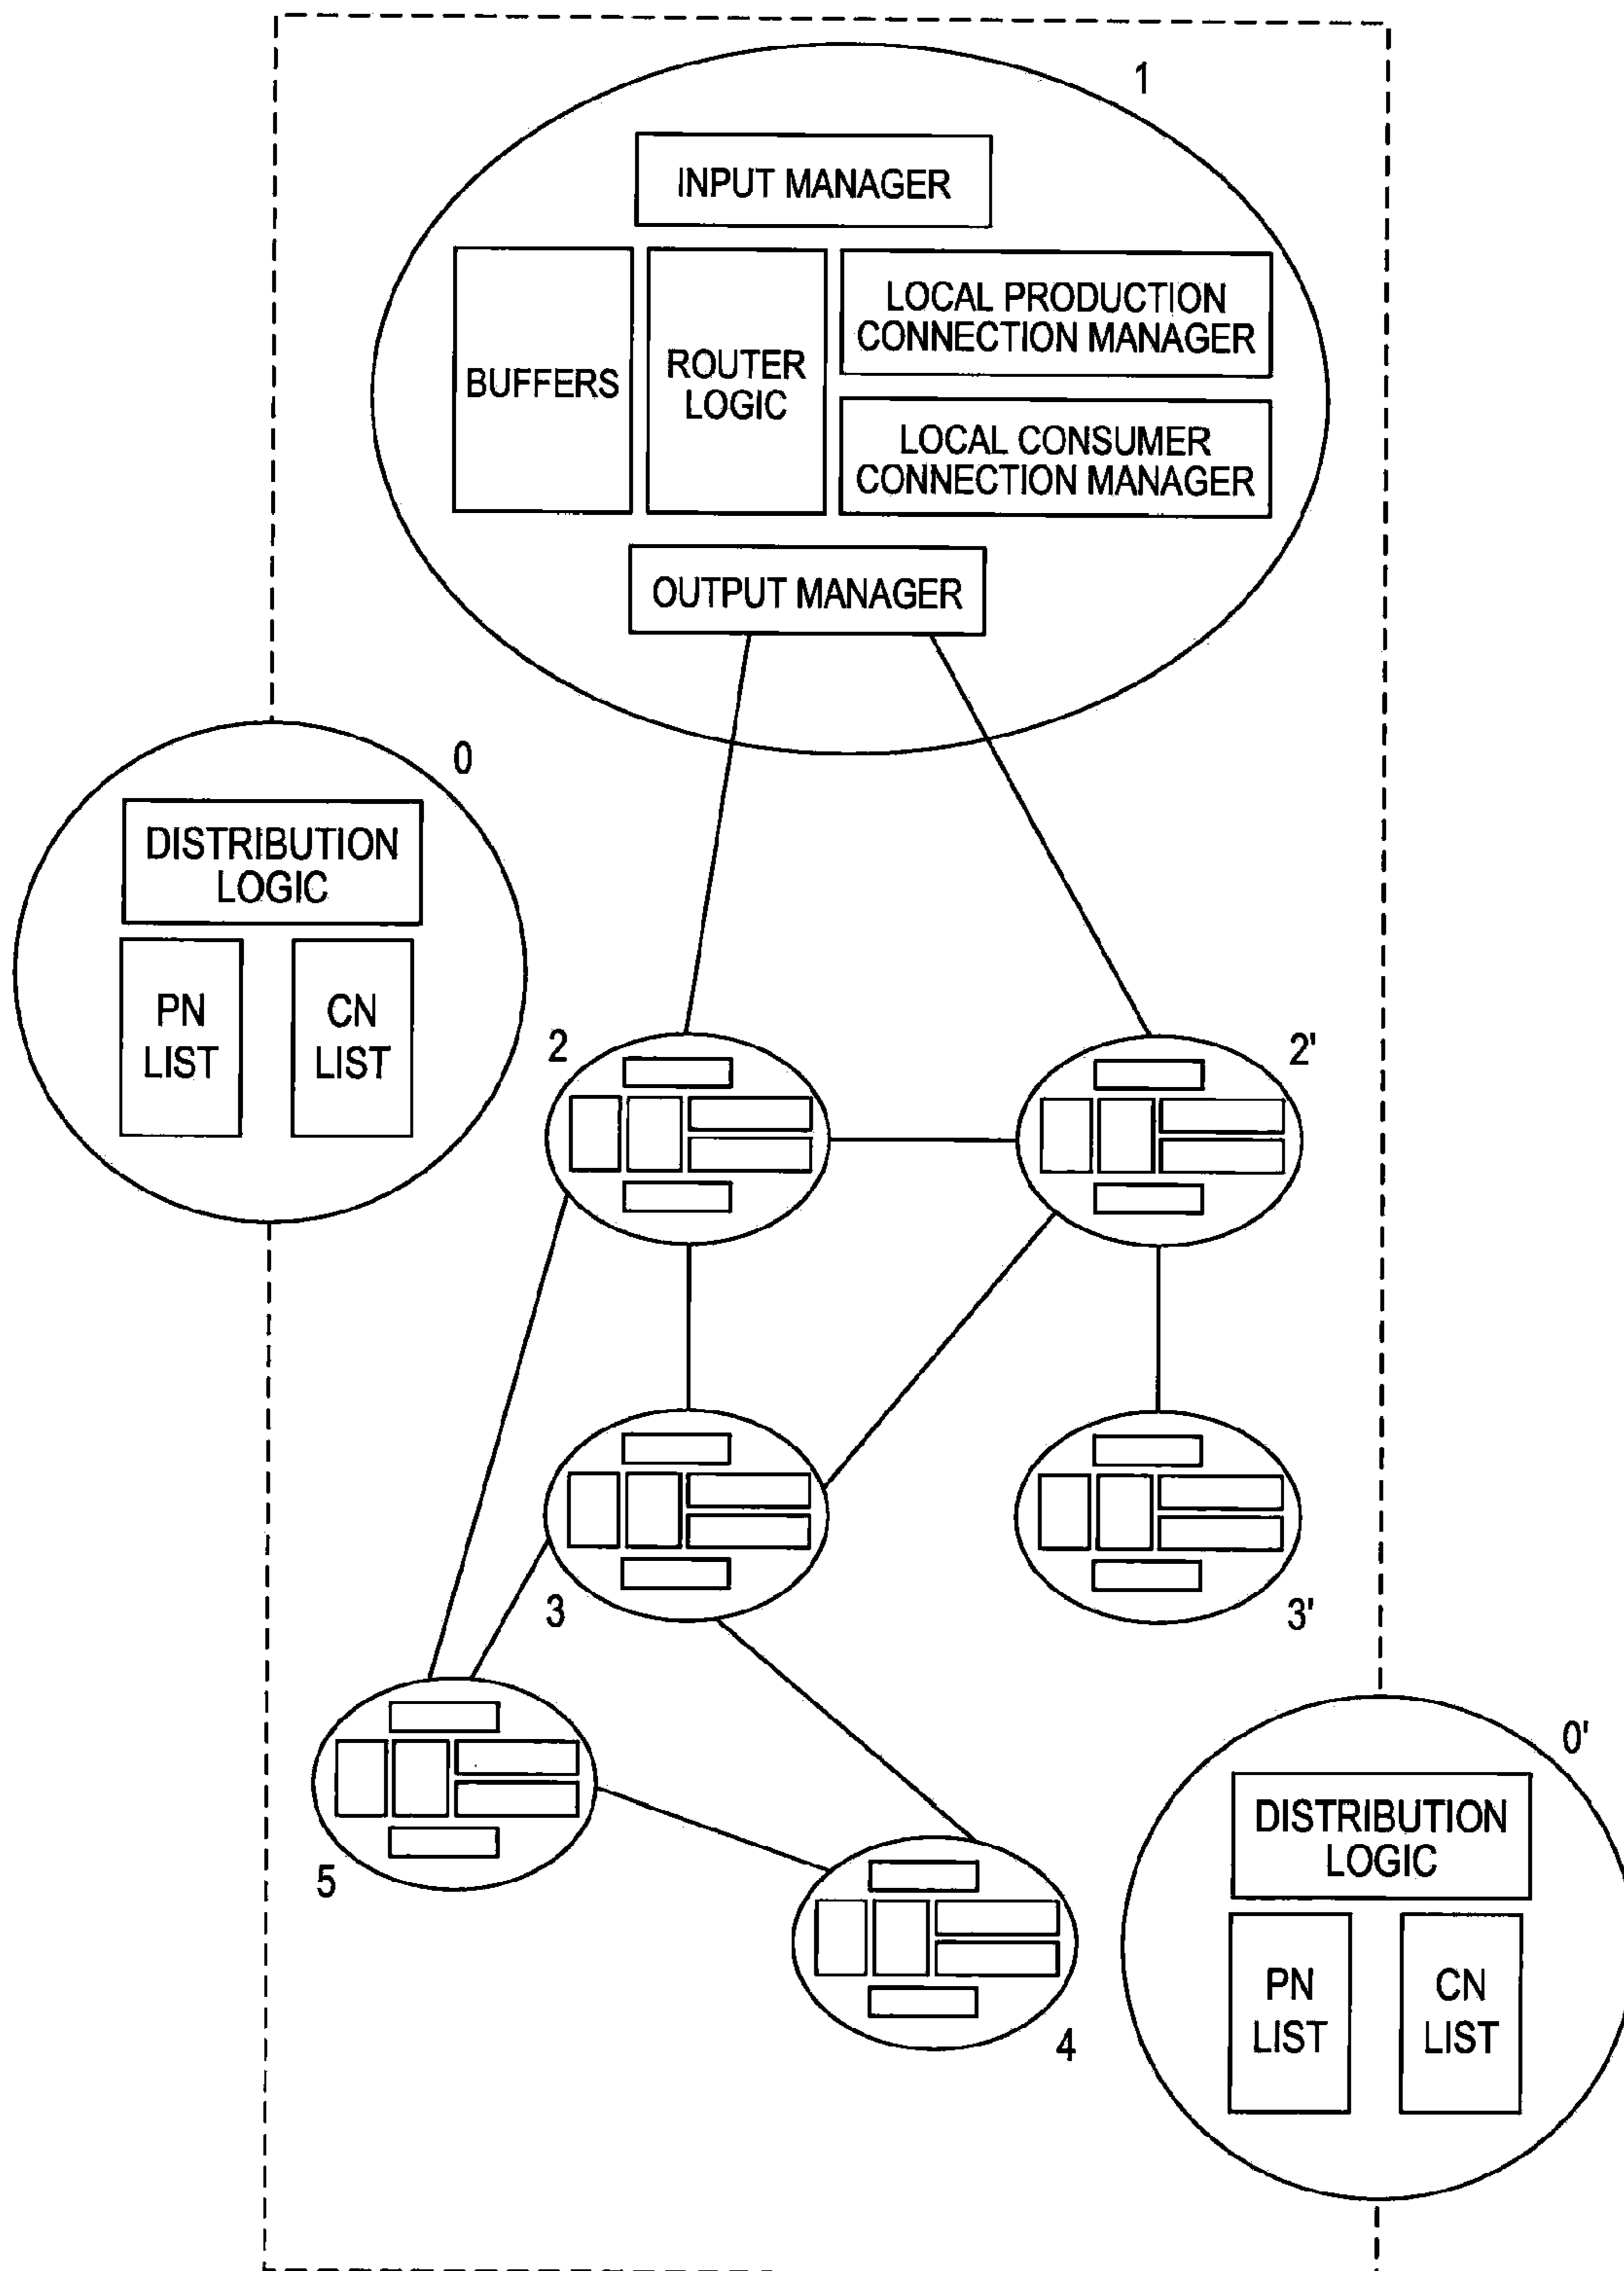 1
INPUT MANAGER
BUFFERS
ROUTER
LOGIC
LOCAL PRODUCTION
CONNECTION MANAGER
LOCAL CONSUMER
CONNECTION MANAGER
OUTPUT MANAGER
0
DISTRIBUTION
LOGIC
PN
LIST
CN
LIST
2
2'
3
3'
5
4
0'
DISTRIBUTION
LOGIC
PN
LIST
CN
LIST